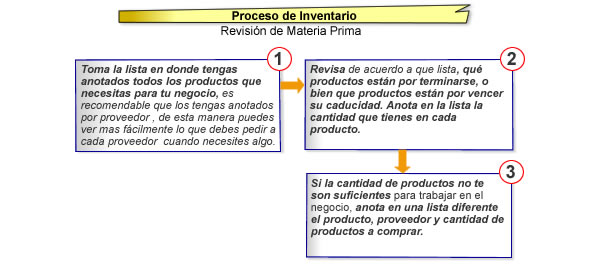 Proceso de Inventario
Revisión de Materia Prima
1
Toma la lista en donde tengas
anotados todos los productos que
necesitas para tu negocio, es
recomendable que los tengas anotados
por proveedor , de esta manera puedes
ver mas fácilmente lo que debes pedir a
cada proveedor cuando necesites algo.
2
Revisa de acuerdo a que lista, qué
productos están por terminarse, o
bien que productos están por vencer
su caducidad. Anota en la lista la
cantidad que tienes en cada
producto.
3
Si la cantidad de productos no te
son suficientes para trabajar en el
negocio, anota en una lista diferente
el producto, proveedor y cantidad de
productos a comprar.